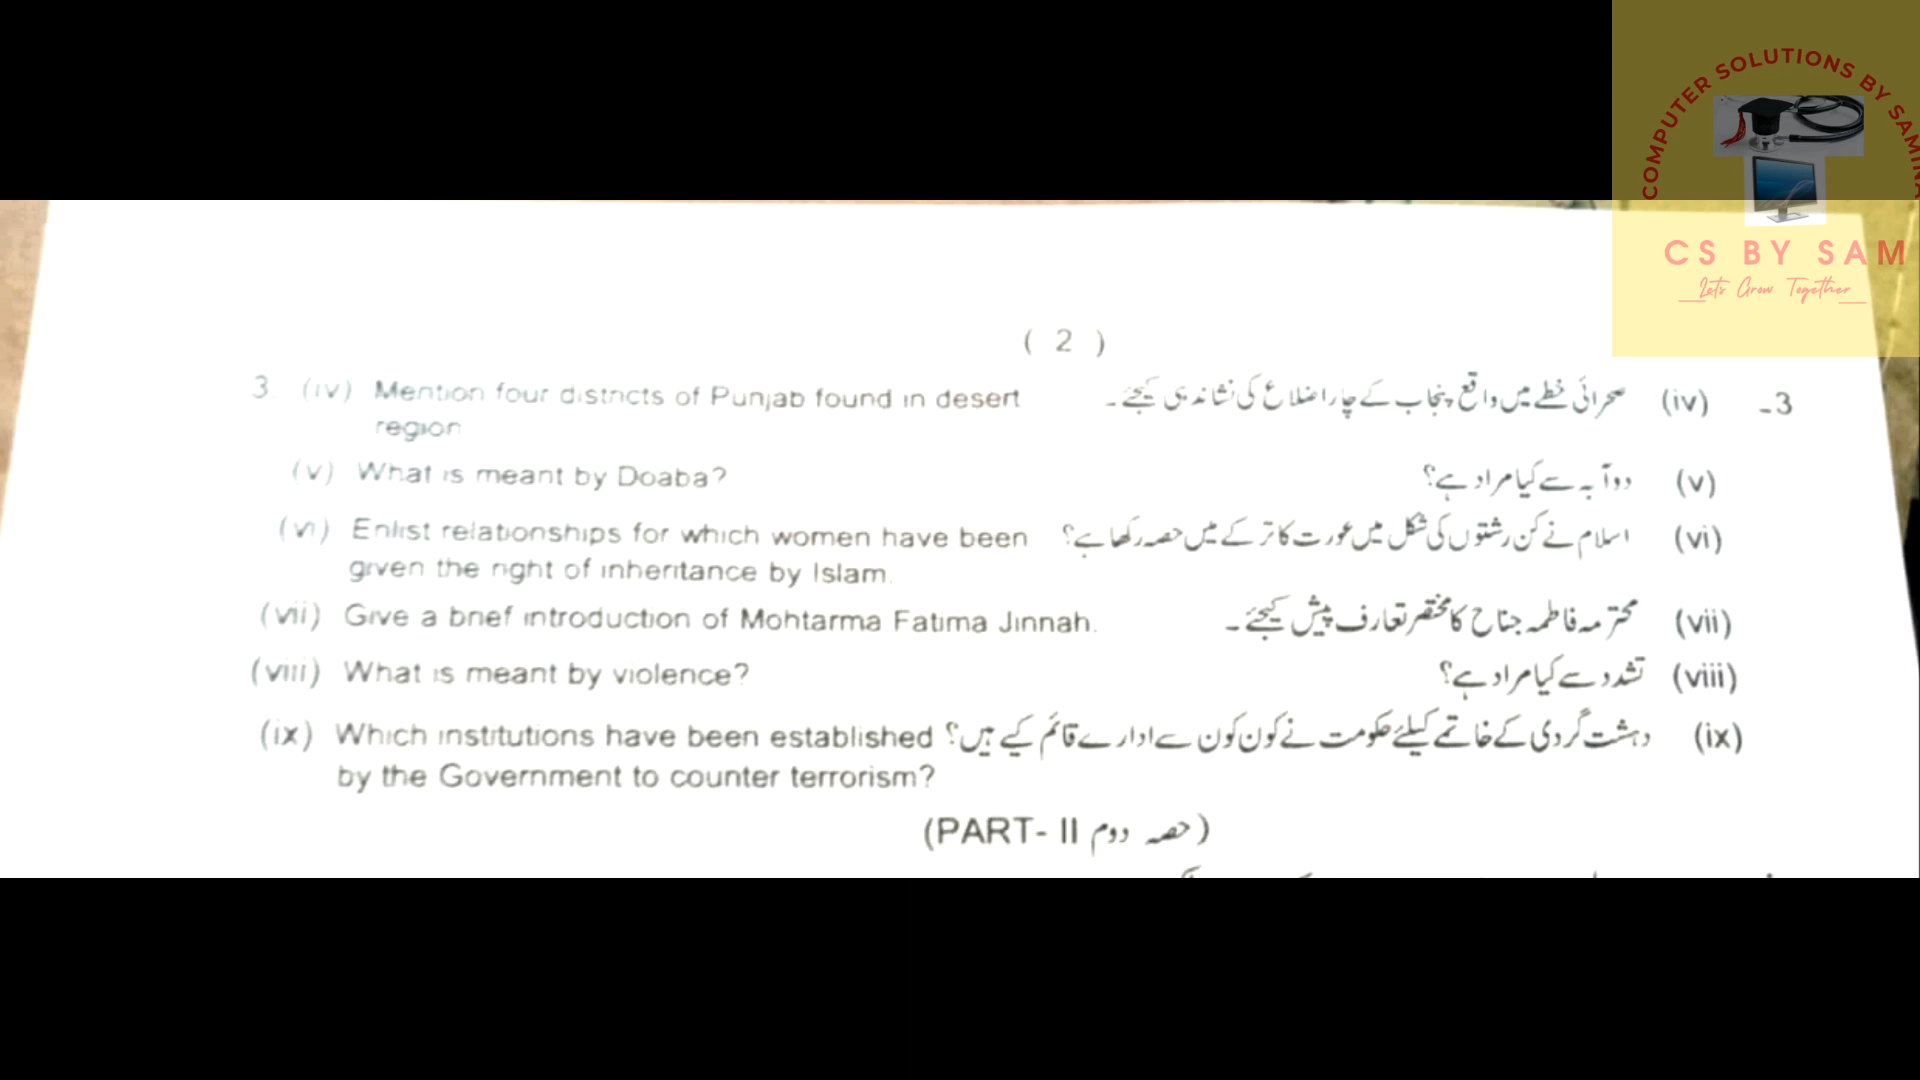 COMPUTER SOLUTIONS BY SAMINA
CS BY SAM
Let's Grow Together
( 2 )
3. (iv) Mention four districts of Punjab found in desert region
-3 (iv) صحرائی خطے میں واقع پنجاب کے چار اضلاع کی نشاندہی کیجئے۔
(v) What is meant by Doaba?
(v) دوآبہ سے کیا مراد ہے؟
(vi) Enlist relationships for which women have been
given the right of inheritance by Islam.
(vi) اسلام نے کن رشتوں کی شکل میں عورت کا ترکے میں حصہ رکھا ہے؟
(vii) Give a brief introduction of Mohtarma Fatima Jinnah.
(vii) محترمہ فاطمہ جناح کا مختصر تعارف پیش کیجئے۔
(viii) What is meant by violence?
(viii) تشدد سے کیا مراد ہے؟
(ix) Which institutions have been established
by the Government to counter terrorism?
(ix) دہشت گردی کے خاتمے کیلئے حکومت نے کون کون سے ادارے قائم کیے ہیں؟
(PART- II حصہ دوم)